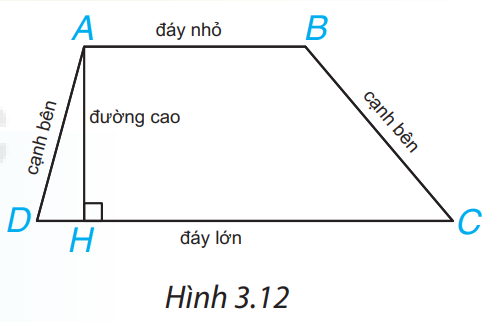 A
đáy nhỏ
B
cạnh bên
đường cao
cạnh bên
D
H
đáy lớn
C
Hình 3.12